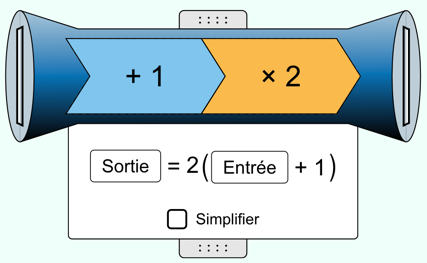 + 1 × 2
Sortie = 2(Entrée + 1)
Simplifier